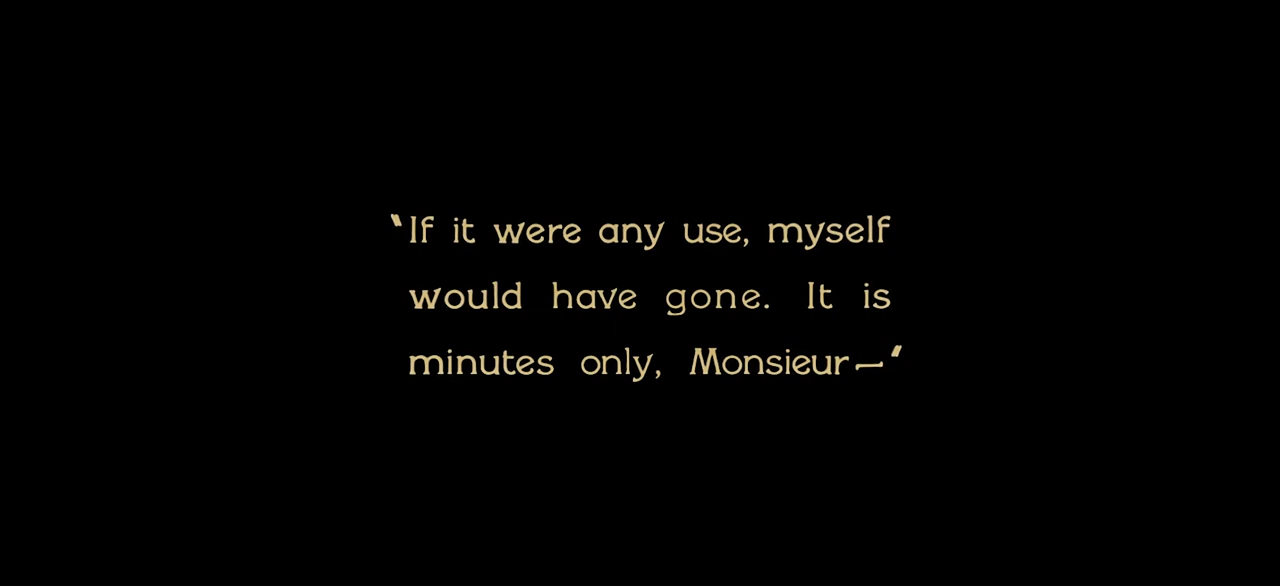 "If it were any use, myself
would have gone. It is
minutes only, Monsieur—"